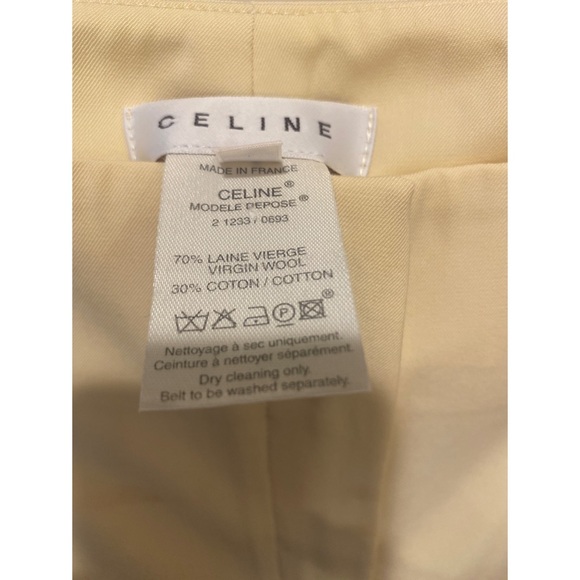 CELINE
MADE IN FRANCE
CELINE®
MODELE DEPOSE®
2 1233 / 0693
70% LAINE VIERGE
VIRGIN WOOL
30% COTON / COTTON
P
®
Nettoyage à sec uniquement.
Ceinture à nettoyer séparément.
Dry cleaning only.
Belt to be washed separately.